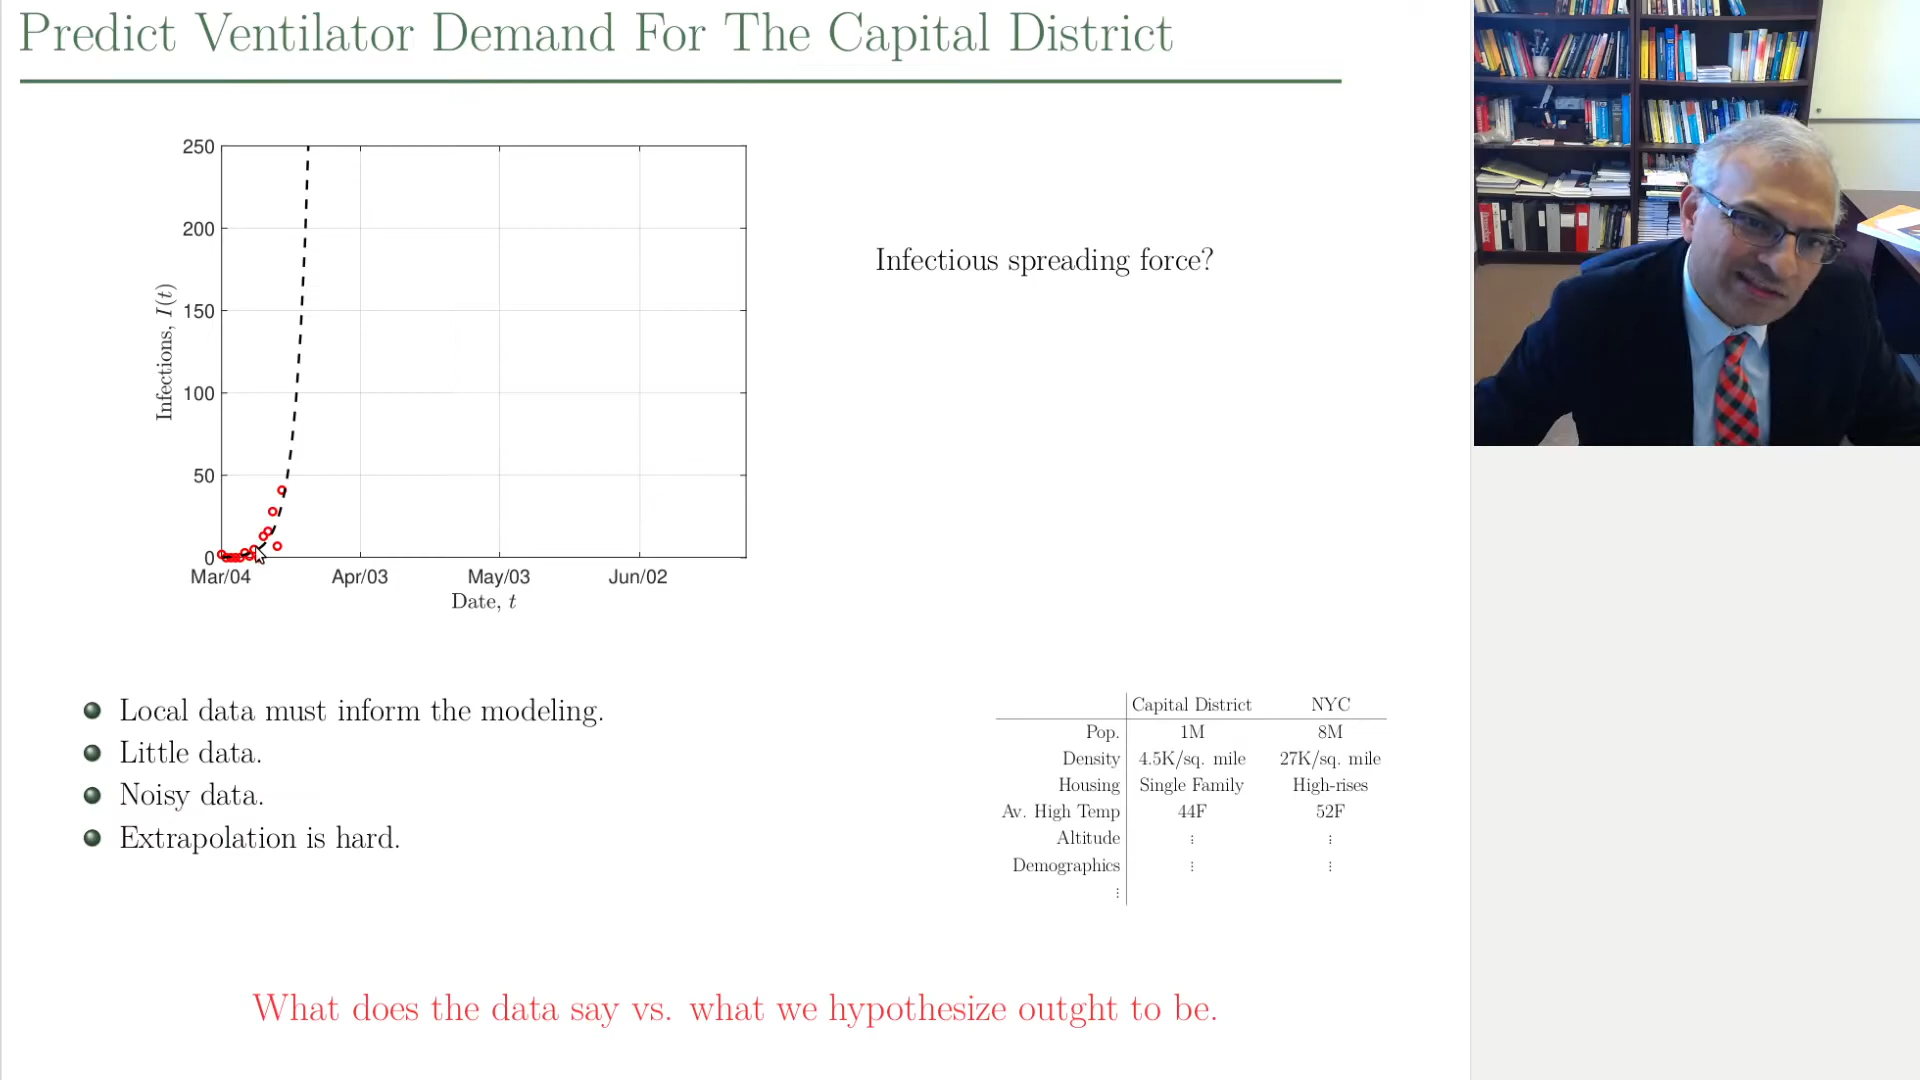 Predict Ventilator Demand For The Capital District
250
200
150
100
50
0
Infections, I(t)
Mar/04 Apr/03 May/03 Jun/02
Date, t
Infectious spreading force?
Local data must inform the modeling.
Little data.
Noisy data.
Extrapolation is hard.
Capital District NYC
Pop. 1M 8M
Density 4.5K/sq. mile 27K/sq. mile
Housing Single Family High-rises
Av. High Temp 44F 52F
Altitude ⋮ ⋮
Demographics ⋮ ⋮
⋮
What does the data say vs. what we hypothesize outght to be.